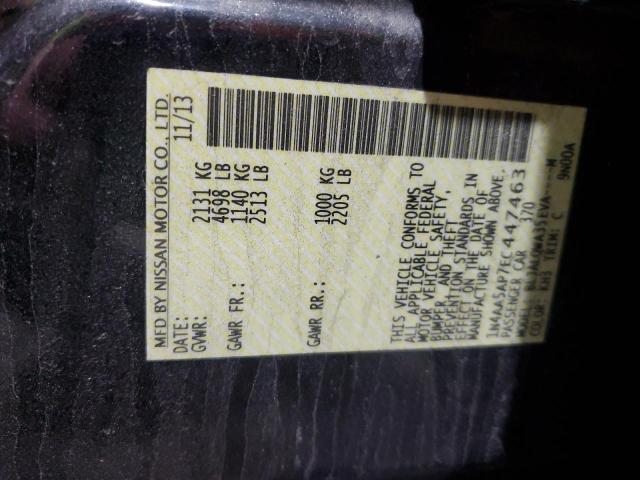 MFD BY NISSAN MOTOR CO., LTD.
DATE: 11/13
GVWR: 2131 KG
4698 LB
GAWR FR.: 1140 KG
2513 LB
GAWR RR.: 1000 KG
2205 LB
THIS VEHICLE CONFORMS TO
ALL APPLICABLE FEDERAL
MOTOR VEHICLE SAFETY,
BUMPER, AND THEFT
PREVENTION STANDARDS IN
EFFECT ON THE DATE OF
MANUFACTURE SHOWN ABOVE.
1N4AA5AP7EC447463
PASSENGER CAR 370
MODEL:
COLOR: KH3 TRIM: C 9N00A